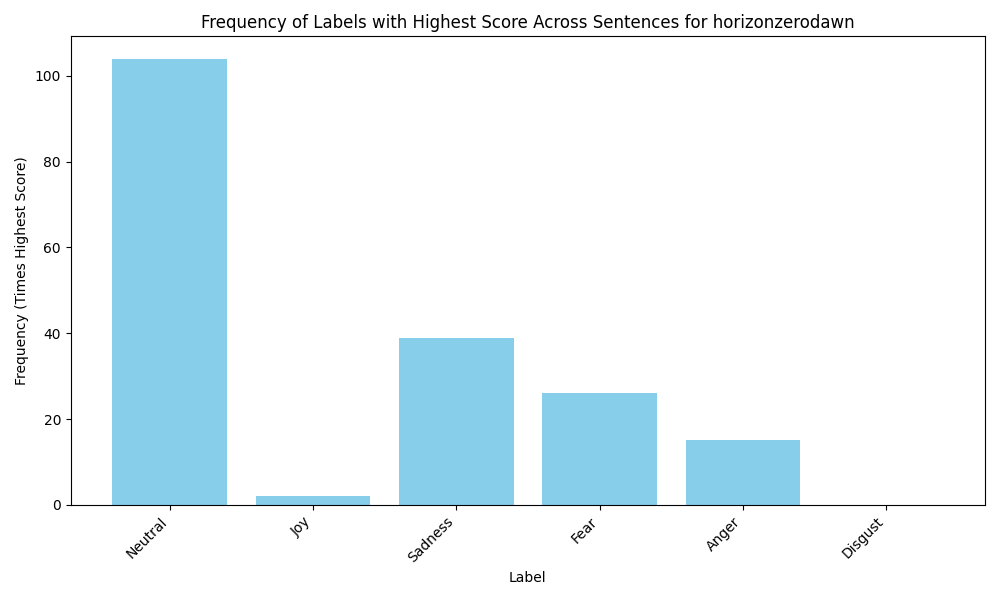 Frequency of Labels with Highest Score Across Sentences for horizonzerodawn
Frequency (Times Highest Score)
100
80
60
40
20
0
Neutral
Joy
Sadness
Fear
Anger
Disgust
Label